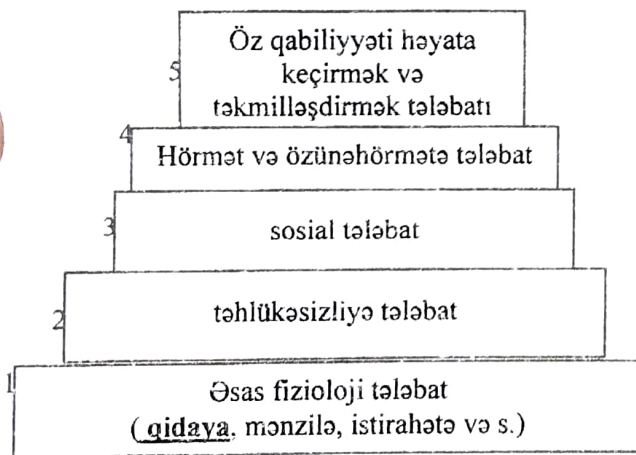 5
Öz qabiliyyəti həyata
keçirmək və
təkmilləşdirmək tələbatı
4
Hörmət və özünəhörmətə tələbat
3
sosial tələbat
2
təhlükəsizliyə tələbat
1
Əsas fizioloji tələbat
( qidaya, mənzilə, istirahətə və s.)